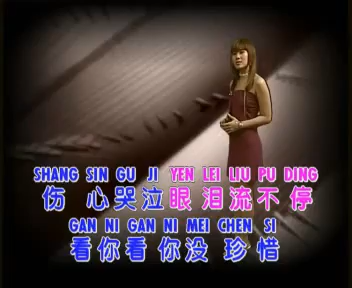 SHANG SIN GU JI YEN LEI LIU PU DING
伤 心哭泣眼 泪流不 停
GAN NI GAN NI MEI CHEN SI
看你看 你没 珍惜